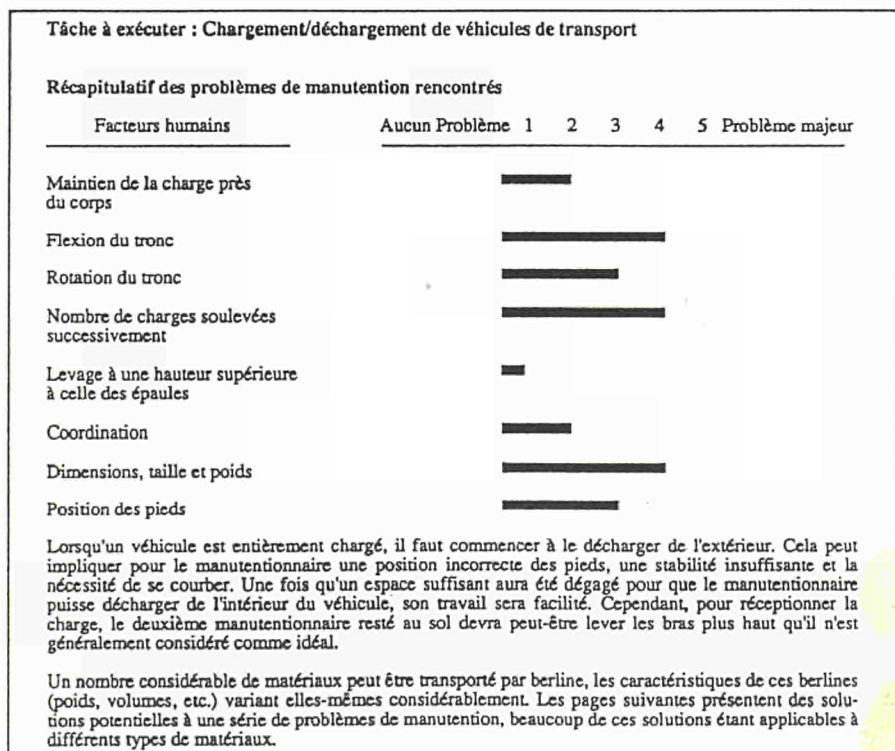 Tâche à exécuter : Chargement/déchargement de véhicules de transport
Récapitulatif des problèmes de manutention rencontrés
Facteurs humains Aucun Problème 1 2 3 4 5 Problème majeur
Maintien de la charge près
du corps
Flexion du tronc
Rotation du tronc
Nombre de charges soulevées
successivement
Levage à une hauteur supérieure
à celle des épaules
Coordination
Dimensions, taille et poids
Position des pieds
Lorsqu'un véhicule est entièrement chargé, il faut commencer à le décharger de l'extérieur. Cela peut
impliquer pour le manutentionnaire une position incorrecte des pieds, une stabilité insuffisante et la
nécessité de se courber. Une fois qu'un espace suffisant aura été dégagé pour que le manutentionnaire
puisse décharger de l'intérieur du véhicule, son travail sera facilité. Cependant, pour réceptionner la
charge, le deuxième manutentionnaire resté au sol devra peut-être lever les bras plus haut qu'il n'est
généralement considéré comme idéal.
Un nombre considérable de matériaux peut être transporté par berline, les caractéristiques de ces berlines
(poids, volumes, etc.) variant elles-mêmes considérablement. Les pages suivantes présentent des solu-
tions potentielles à une série de problèmes de manutention, beaucoup de ces solutions étant applicables à
différents types de matériaux.